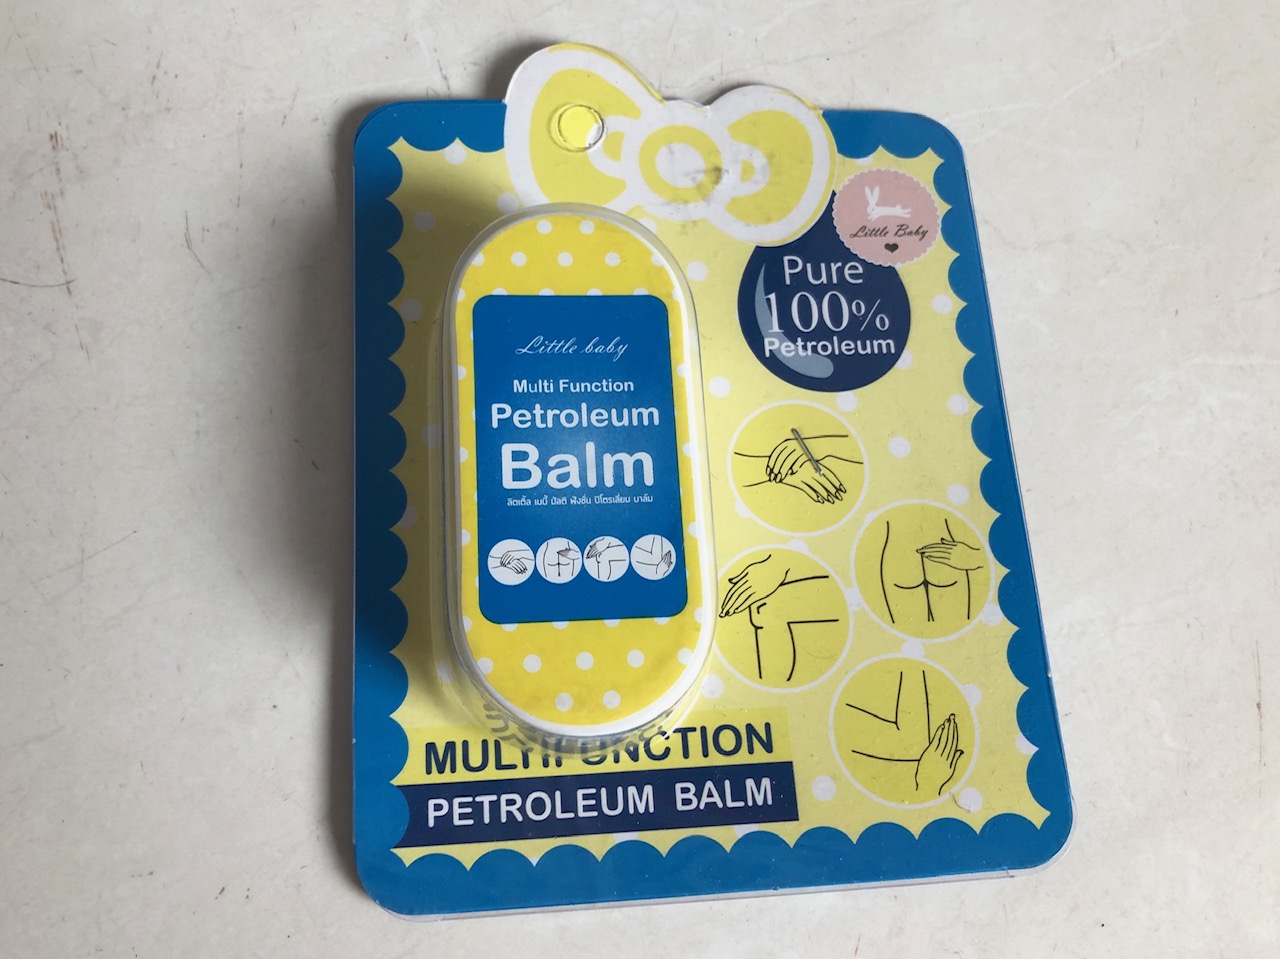 Little Baby
Pure
100%
Petroleum
Little baby
Multi Function
Petroleum
Balm
ลิตเติ้ล เบบี้ มัลติ ฟังชั่น ปิโตรเลี่ยม บาล์ม
MULTIFUNCTION
PETROLEUM BALM